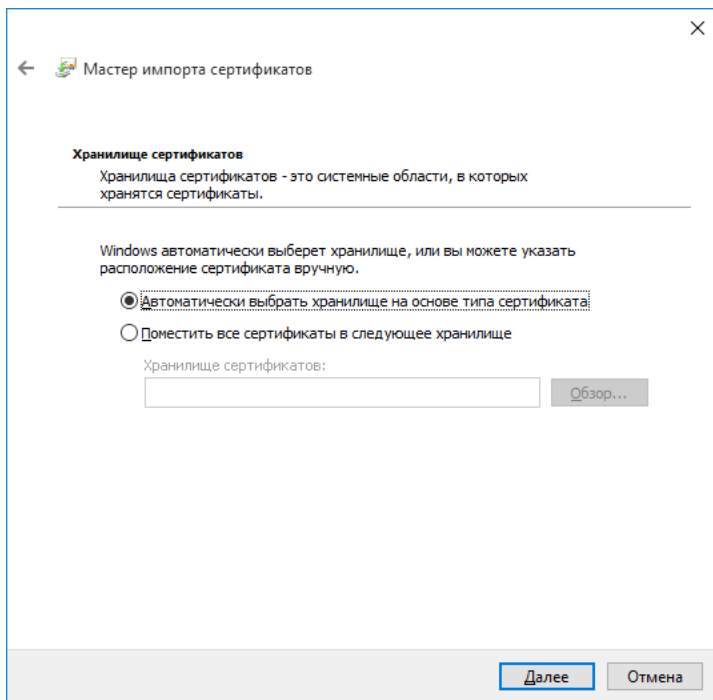 Мастер импорта сертификатов
Хранилище сертификатов
Хранилища сертификатов - это системные области, в которых
хранятся сертификаты.
Windows автоматически выберет хранилище, или вы можете указать
расположение сертификата вручную.
Автоматически выбрать хранилище на основе типа сертификата
Поместить все сертификаты в следующее хранилище
Хранилище сертификатов:
Обзор...
Далее
Отмена